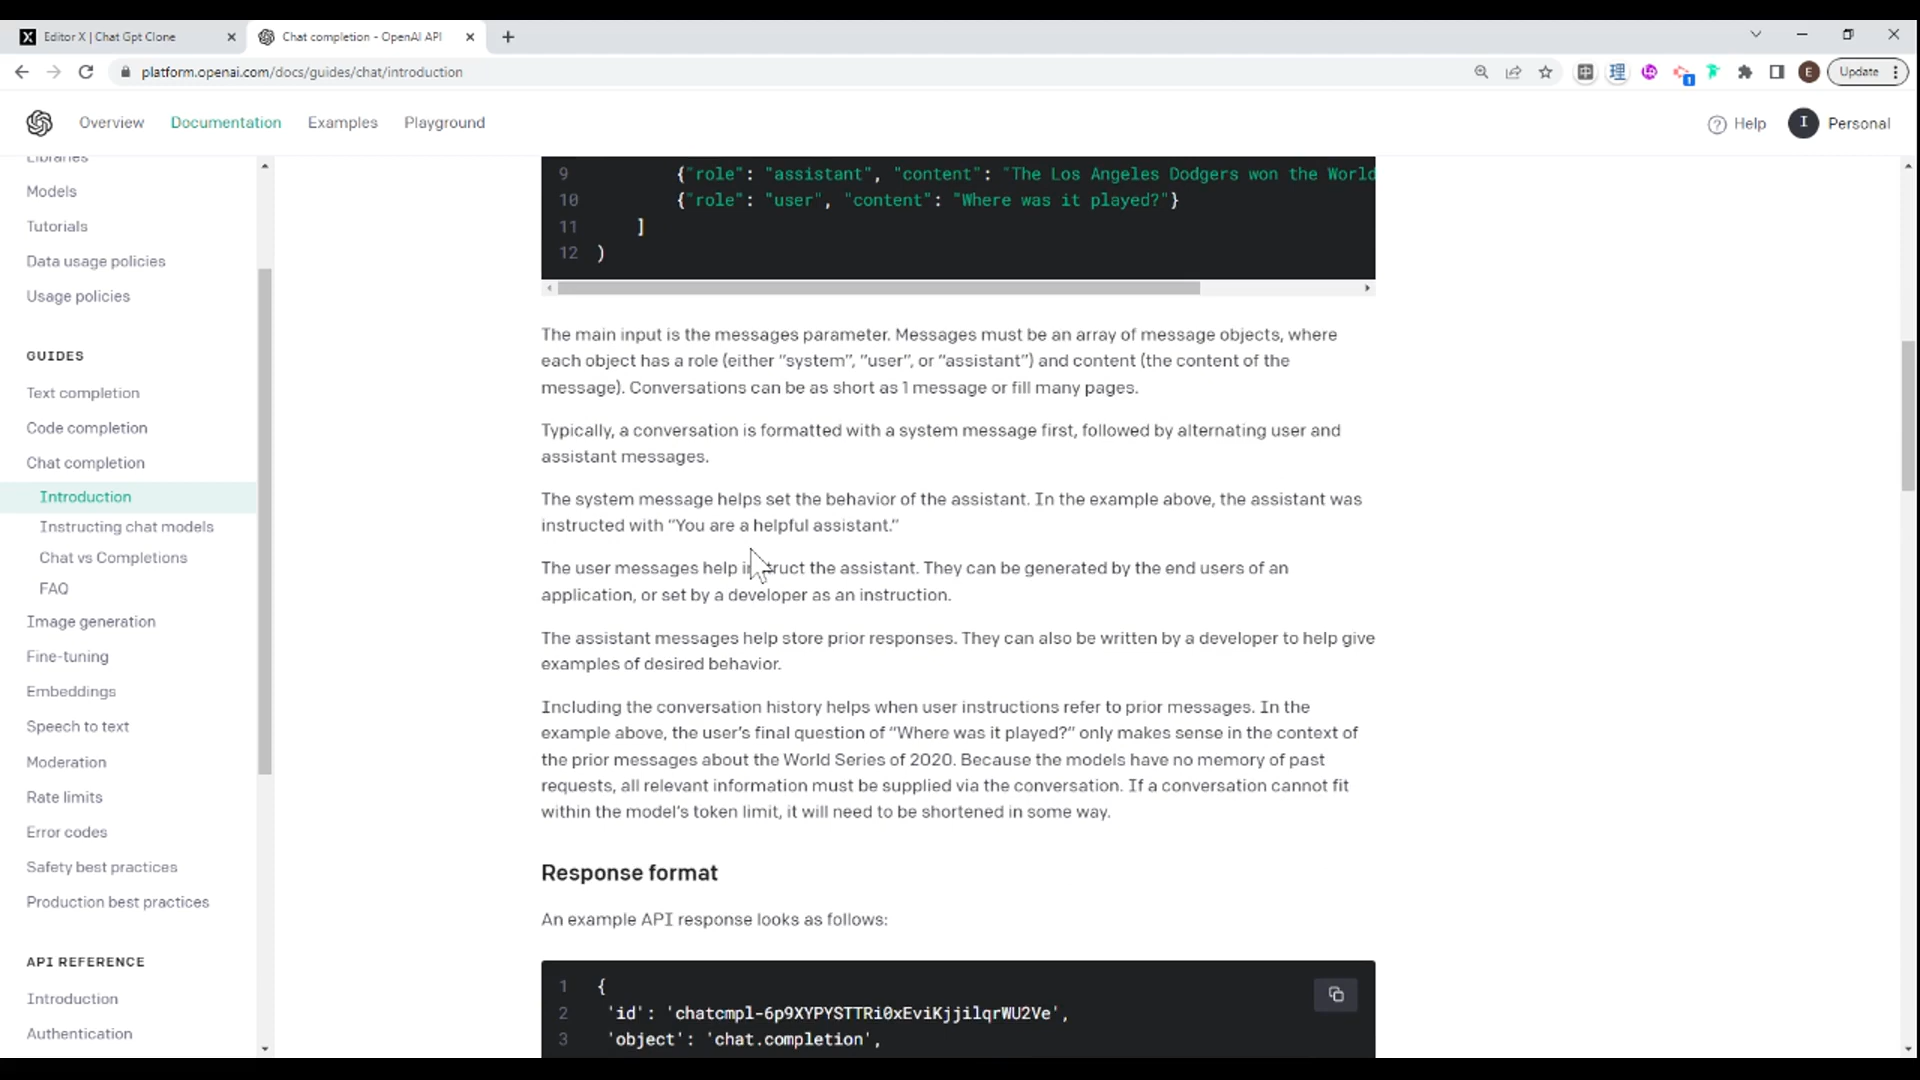 Editor X | Chat Gpt Clone
Chat completion - OpenAI API
platform.openai.com/docs/guides/chat/introduction
理
1
E
Update
Overview
Documentation
Examples
Playground
Help
I
Personal
Libraries
Models
Tutorials
Data usage policies
Usage policies
GUIDES
Text completion
Code completion
Chat completion
Introduction
Instructing chat models
Chat vs Completions
FAQ
Image generation
Fine-tuning
Embeddings
Speech to text
Moderation
Rate limits
Error codes
Safety best practices
Production best practices
API REFERENCE
Introduction
Authentication
9 {"role": "assistant", "content": "The Los Angeles Dodgers won the World
10 {"role": "user", "content": "Where was it played?"}
11 ]
12 )
The main input is the messages parameter. Messages must be an array of message objects, where
each object has a role (either “system”, “user”, or “assistant”) and content (the content of the
message). Conversations can be as short as 1 message or fill many pages.
Typically, a conversation is formatted with a system message first, followed by alternating user and
assistant messages.
The system message helps set the behavior of the assistant. In the example above, the assistant was
instructed with “You are a helpful assistant.”
The user messages help instruct the assistant. They can be generated by the end users of an
application, or set by a developer as an instruction.
The assistant messages help store prior responses. They can also be written by a developer to help give
examples of desired behavior.
Including the conversation history helps when user instructions refer to prior messages. In the
example above, the user’s final question of “Where was it played?” only makes sense in the context of
the prior messages about the World Series of 2020. Because the models have no memory of past
requests, all relevant information must be supplied via the conversation. If a conversation cannot fit
within the model’s token limit, it will need to be shortened in some way.
Response format
An example API response looks as follows:
1 {
2 'id': 'chatcmpl-6p9XYPYSTTRi0xEviKjjilqrWU2Ve',
3 'object': 'chat.completion',